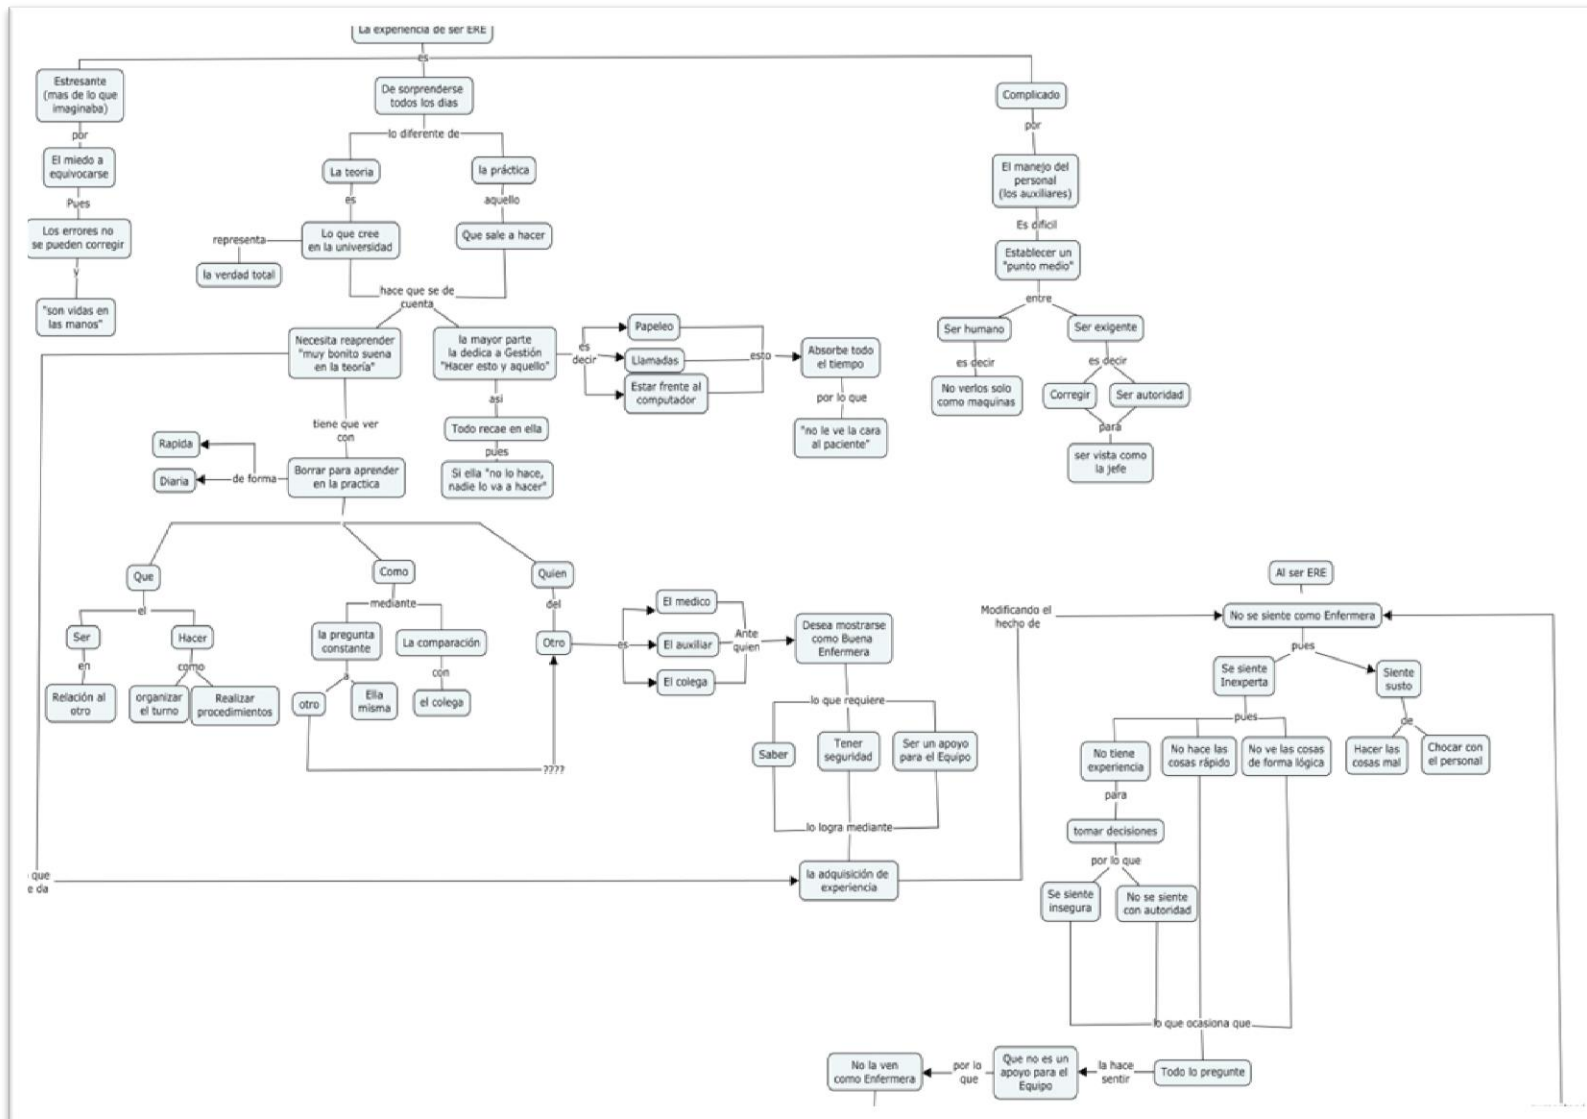 La experiencia de ser ERE
es
Estresante
(mas de lo que
imaginaba)
por
El miedo a
equivocarse
Pues
Los errores no
se pueden corregir
y
"son vidas en
las manos"
De sorprenderse
todos los dias
lo diferente de
La teoria
es
Lo que cree
en la universidad
representa
la verdad total
la práctica
aquello
Que sale a hacer
hace que se de
cuenta
Necesita reaprender
"muy bonito suena
en la teoría"
la mayor parte
la dedica a Gestión
"Hacer esto y aquello"
es
decir
Papeleo
Llamadas
Estar frente al
computador
esto
Absorbe todo
el tiempo
por lo que
"no le ve la cara
al paciente"
asi
Todo recae en ella
pues
Si ella "no lo hace,
nadie lo va a hacer"
tiene que ver
con
Borrar para aprender
en la practica
de forma
Rapida
Diaria
Complicado
por
El manejo del
personal
(los auxiliares)
Es dificil
Establecer un
"punto medio"
entre
Ser humano
es decir
No verlos solo
como maquinas
Ser exigente
es decir
Corregir
Ser autoridad
para
ser vista como
la jefe
Que
el
Ser
en
Relación al
otro
Hacer
como
organizar
el turno
Realizar
procedimientos
Como
mediante
la pregunta
constante
a
otro
Ella
misma
La comparación
con
el colega
????
Quien
del
Otro
es
El medico
El auxiliar
El colega
Ante
quien
Desea mostrarse
como Buena
Enfermera
lo que requiere
Saber
Tener
seguridad
Ser un apoyo
para el Equipo
lo logra mediante
que
e da
la adquisición de
experiencia
Modificando el
hecho de
Al ser ERE
No se siente como Enfermera
pues
Se siente
Inexperta
Siente
susto
de
Hacer las
cosas mal
Chocar con
el personal
pues
No tiene
experiencia
No hace las
cosas rápido
No ve las cosas
de forma lógica
para
tomar decisiones
por lo que
Se siente
insegura
No se siente
con autoridad
lo que ocasiona que
Todo lo pregunte
la hace
sentir
Que no es un
apoyo para el
Equipo
por lo
que
No la ven
como Enfermera